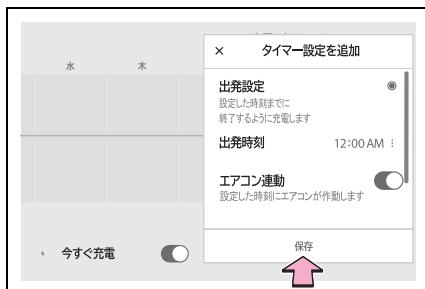 水
木
× タイマー設定を追加
出発設定
設定した時刻までに
終了するように充電します
出発時刻 12:00 AM
エアコン連動
設定した時刻にエアコンが作動します
今すぐ充電
保存